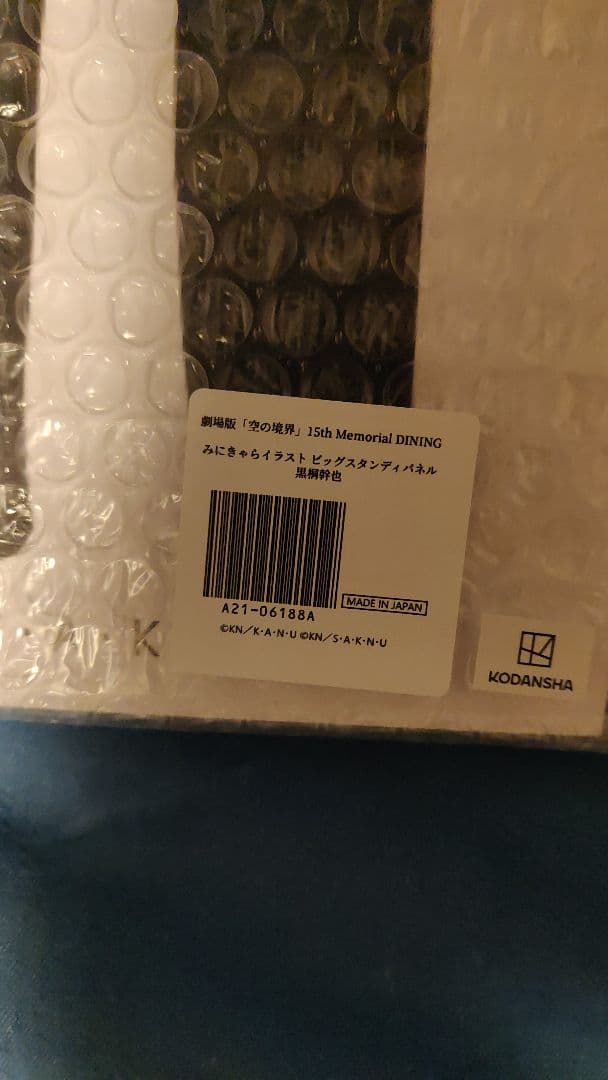 劇場版「空の境界」15th Memorial DINING
みにきゃらイラスト ビッグスタンディパネル
黒桐幹也
A21-06188A
MADE IN JAPAN
©KN／K・A・N・U ©KN／S・A・K・N・U
K
KODANSHA